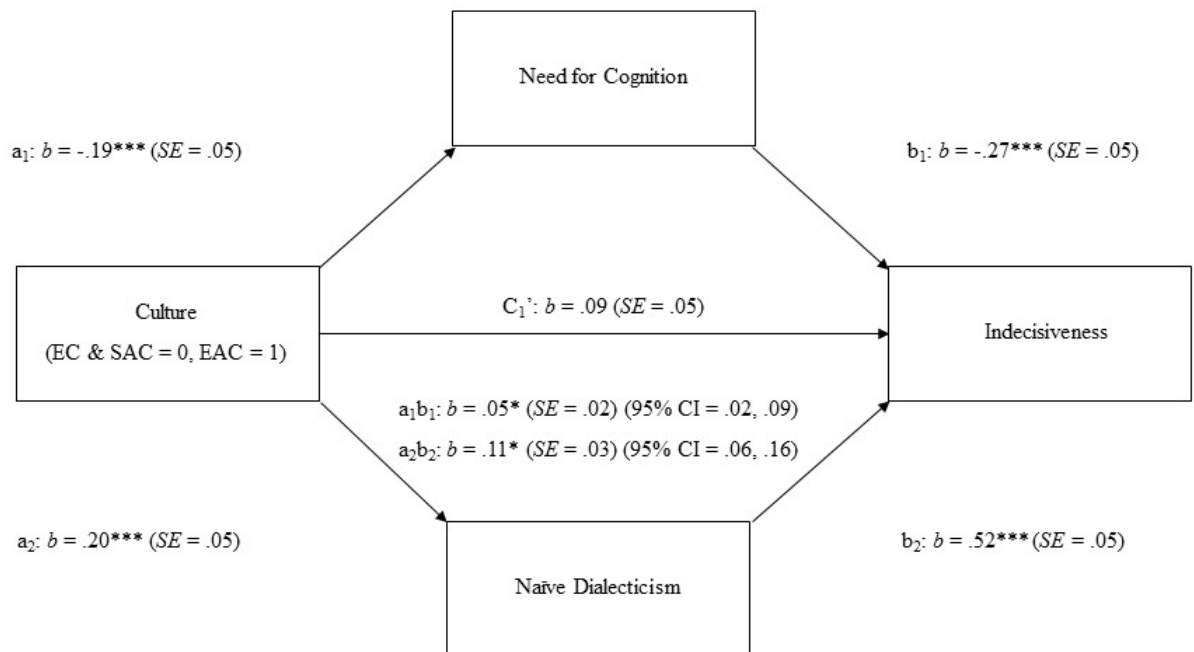 Need for Cognition
a₁: b = -.19*** (SE = .05)
b₁: b = -.27*** (SE = .05)
Culture
(EC & SAC = 0, EAC = 1)
C₁’: b = .09 (SE = .05)
Indecisiveness
a₁b₁: b = .05* (SE = .02) (95% CI = .02, .09)
a₂b₂: b = .11* (SE = .03) (95% CI = .06, .16)
a₂: b = .20*** (SE = .05)
b₂: b = .52*** (SE = .05)
Naïve Dialecticism